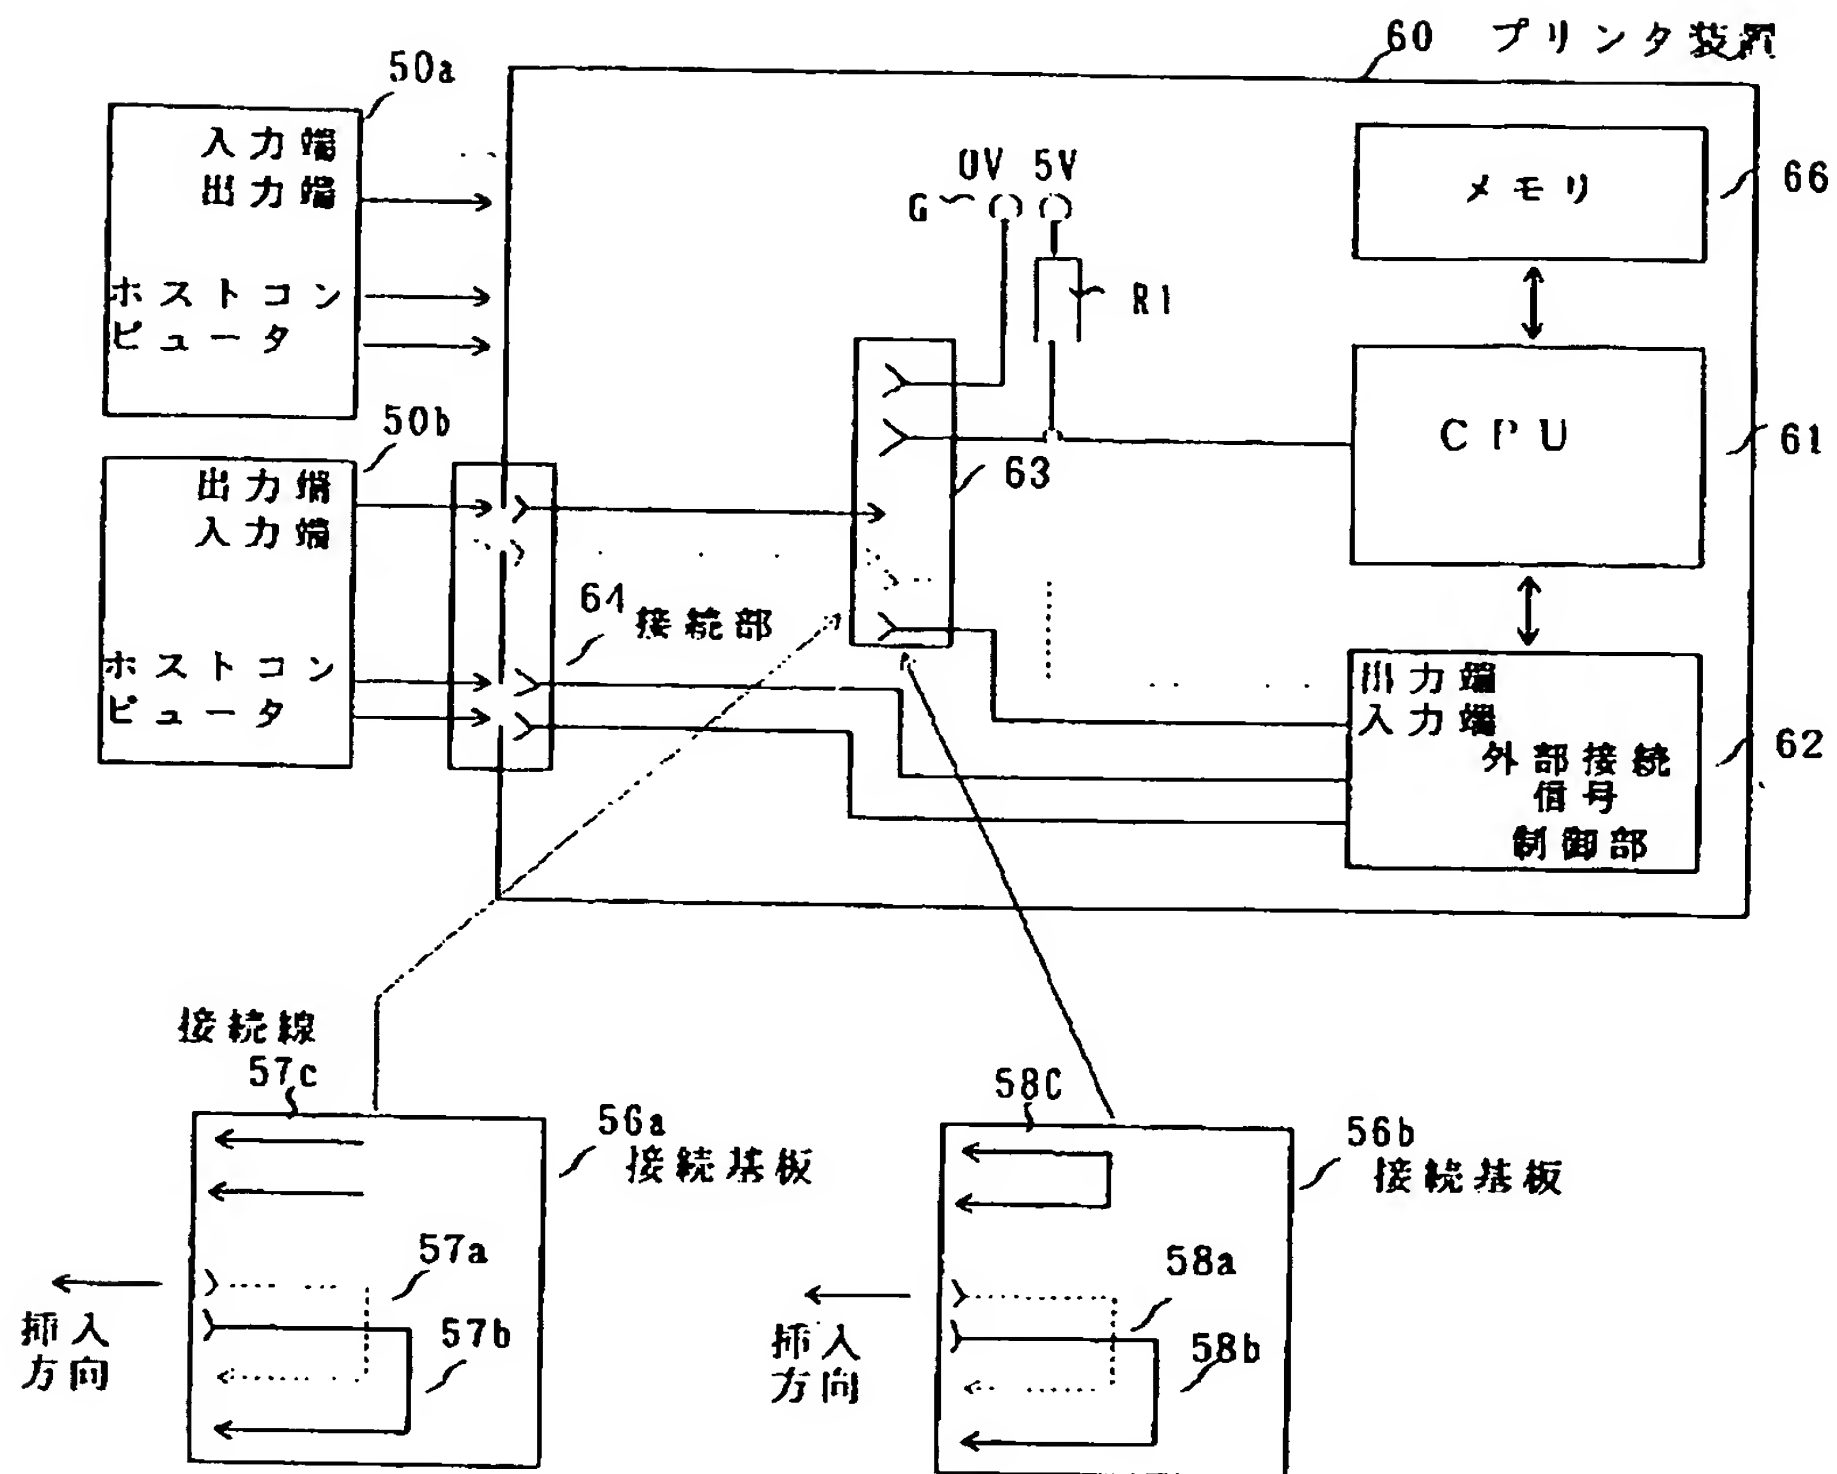 60 プリンタ装置
50a
入力端
出力端
ホストコン
ピュータ
0V 5V
G
R1
メモリ
66
CPU
61
50b
出力端
入力端
ホストコン
ピュータ
63
64 接続部
出力端
入力端
外部接続
信号
制御部
62
接続線
57c
56a
接続基板
57a
57b
挿入
方向
58C
56b
接続基板
58a
58b
挿入
方向